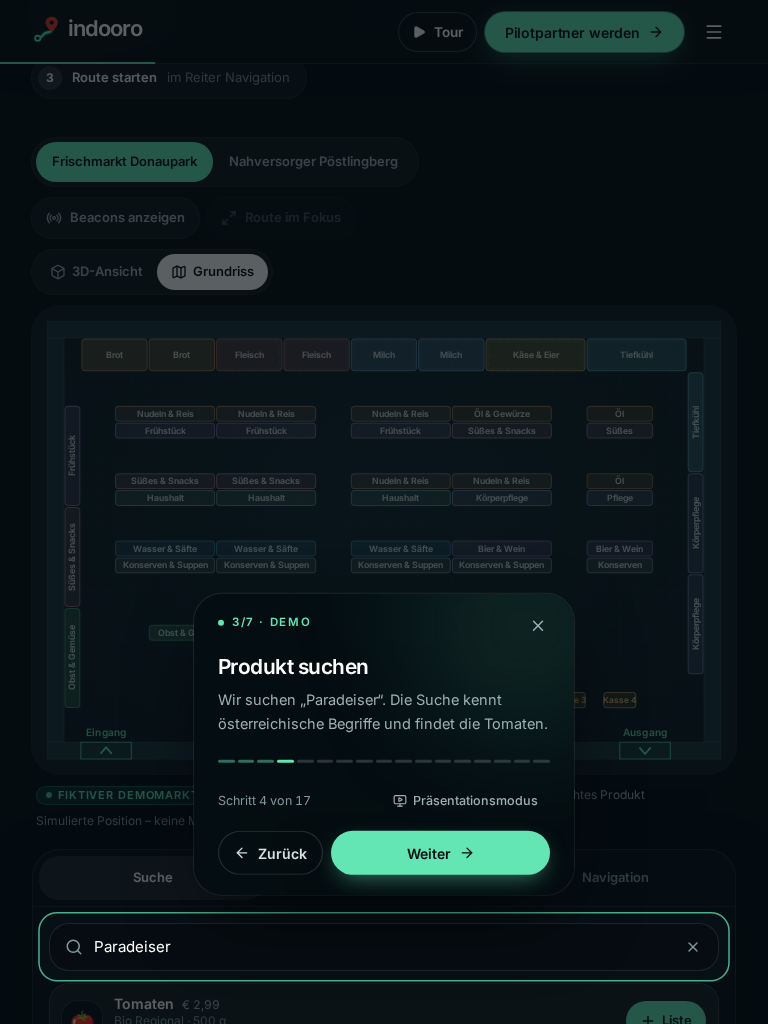 indooro
Tour
Pilotpartner werden
3 Route starten im Reiter Navigation
Frischmarkt Donaupark
Nahversorger Pöstlingberg
Beacons anzeigen
Route im Fokus
3D-Ansicht
Grundriss
Brot Brot Fleisch Fleisch Milch Milch Käse & Eier Tiefkühl
Tiefkühl
Nudeln & Reis Nudeln & Reis Nudeln & Reis Öl & Gewürze Öl
Frühstück Frühstück Frühstück Süßes & Snacks Süßes
Frühstück
Süßes & Snacks Süßes & Snacks Nudeln & Reis Nudeln & Reis Öl
Haushalt Haushalt Haushalt Körperpflege Pflege
Körperpflege
Süßes & Snacks
Wasser & Säfte Wasser & Säfte Wasser & Säfte Bier & Wein Bier & Wein
Konserven & Suppen Konserven & Suppen Konserven & Suppen Konserven & Suppen Konserven
Körperpflege
Obst & Gemüse
Obst & G
e 3 Kasse 4
Eingang
Ausgang
3/7 · DEMO
Produkt suchen
Wir suchen „Paradeiser“. Die Suche kennt
österreichische Begriffe und findet die Tomaten.
Schritt 4 von 17
Präsentationsmodus
Zurück
Weiter
FIKTIVER DEMOMARKT
htes Produkt
Simulierte Position – keine M
Suche
Navigation
Paradeiser
Tomaten € 2,99
Bio Regional · 500 g
Liste